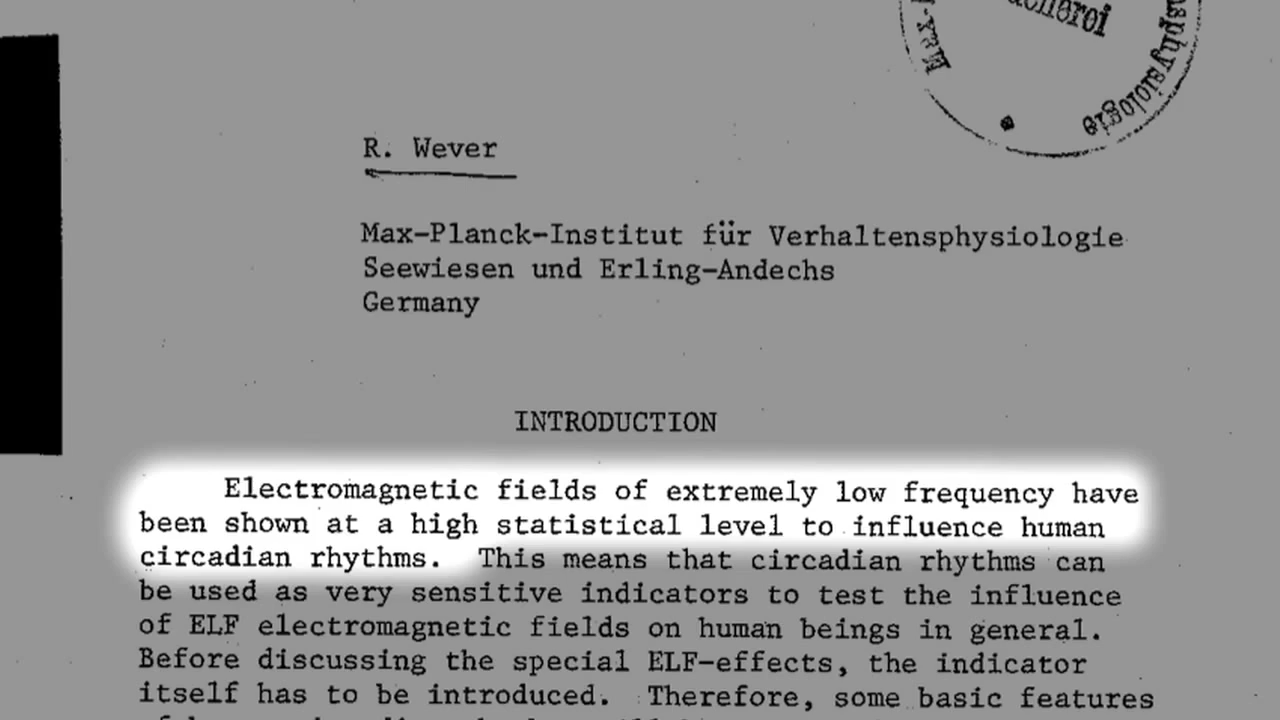 Max-
nsphysiologie
R. Wever
Max-Planck-Institut für Verhaltensphysiologie
Seewiesen und Erling-Andechs
Germany
INTRODUCTION
Electromagnetic fields of extremely low frequency have
been shown at a high statistical level to influence human
circadian rhythms. This means that circadian rhythms can
be used as very sensitive indicators to test the influence
of ELF electromagnetic fields on human beings in general.
Before discussing the special ELF-effects, the indicator
itself has to be introduced. Therefore, some basic features